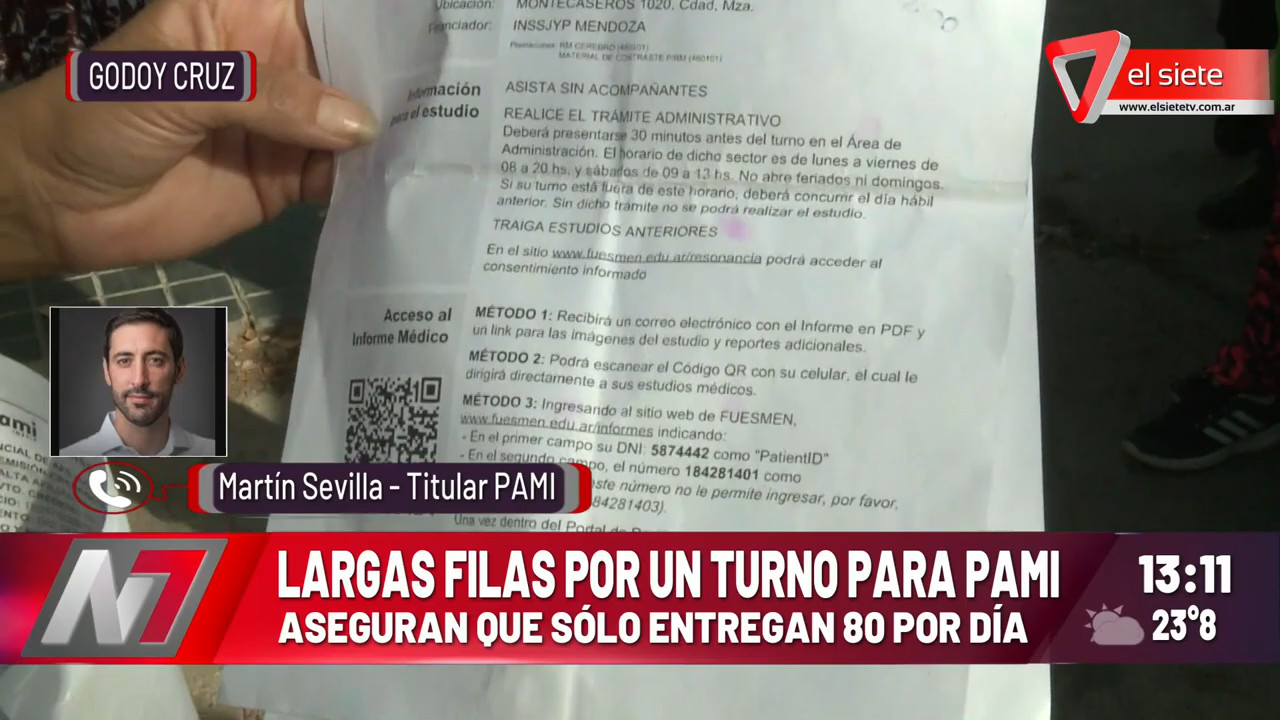 Ubicación: MONTECASEROS 1020, Cdad, Mza.
Financiador: INSSJYP MENDOZA
Prestaciones: RM CEREBRO (460101)
MATERIAL DE CONTRASTE P/RM (460101)
GODOY CRUZ
el siete
www.elsietetv.com.ar
Información para el estudio
ASISTA SIN ACOMPAÑANTES
REALICE EL TRÁMITE ADMINISTRATIVO
Deberá presentarse 30 minutos antes del turno en el Área de
Administración. El horario de dicho sector es de lunes a viernes de
08 a 20 hs. y sábados de 09 a 13 hs. No abre feriados ni domingos.
Si su turno está fuera de este horario, deberá concurrir el día hábil
anterior. Sin dicho trámite no se podrá realizar el estudio.
TRAIGA ESTUDIOS ANTERIORES
En el sitio www.fuesmen.edu.ar/resonancia podrá acceder al
consentimiento informado
Acceso al
Informe Médico
MÉTODO 1: Recibirá un correo electrónico con el Informe en PDF y
un link para las imágenes del estudio y reportes adicionales.
MÉTODO 2: Podrá escanear el Código QR con su celular, el cual le
dirigirá directamente a sus estudios médicos.
MÉTODO 3: Ingresando al sitio web de FUESMEN,
www.fuesmen.edu.ar/informes indicando:
- En el primer campo su DNI: 5874442 como "PatientID"
- En el segundo campo, el número 184281401 como
este número no le permite ingresar, por favor,
84281403).
Una vez dentro del Portal de
Martín Sevilla - Titular PAMI
N7
LARGAS FILAS POR UN TURNO PARA PAMI
ASEGURAN QUE SÓLO ENTREGAN 80 POR DÍA
13:11
23°8